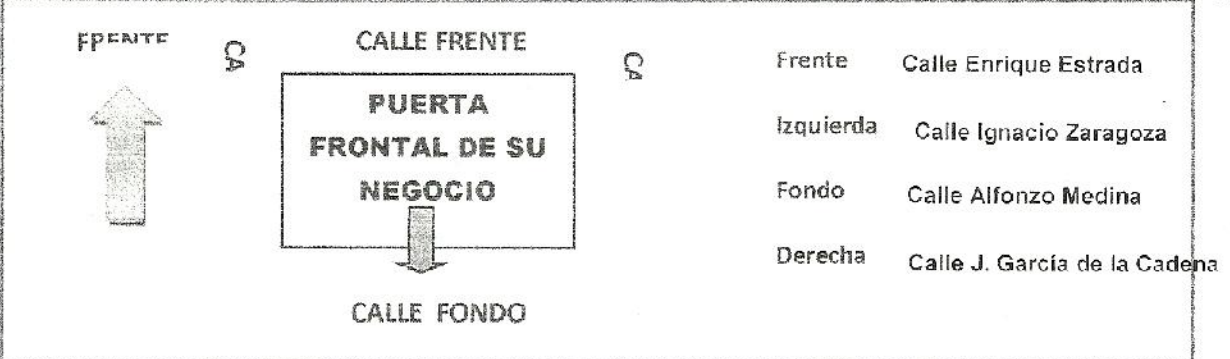 FRENTE
CA
CALLE FRENTE
CA
PUERTA
FRONTAL DE SU
NEGOCIO
CALLE FONDO
Frente Calle Enrique Estrada
Izquierda Calle Ignacio Zaragoza
Fondo Calle Alfonzo Medina
Derecha Calle J. García de la Cadena